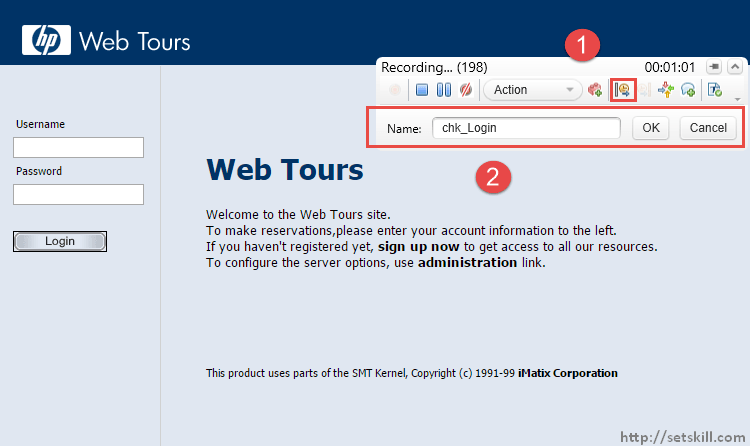 hp Web Tours
1
Recording... (198) 00:01:01
Action
Name: chk_Login OK Cancel
2
Username
Password
Login
Web Tours
Welcome to the Web Tours site.
To make reservations,please enter your account information to the left.
If you haven't registered yet, sign up now to get access to all our resources.
To configure the server options, use administration link.
This product uses parts of the SMT Kernel, Copyright (c) 1991-99 iMatix Corporation
http://setskill.com